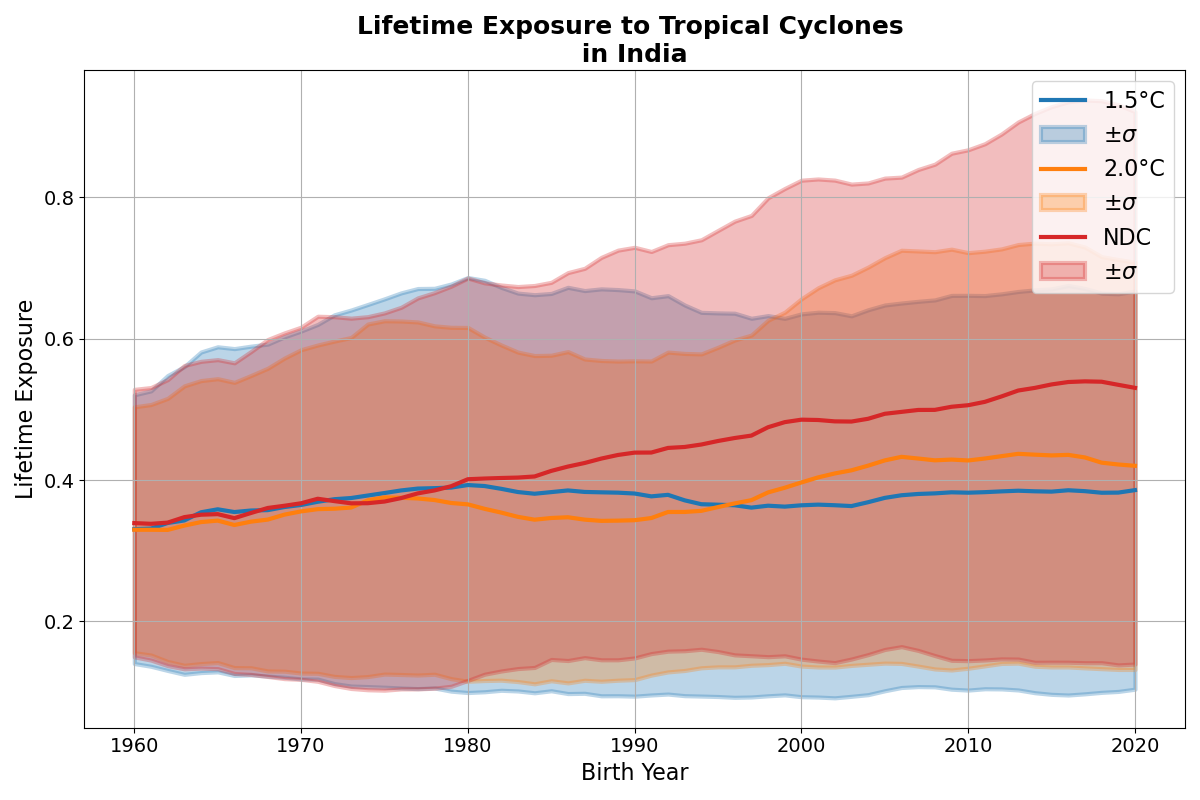 Lifetime Exposure to Tropical Cyclones
in India
Lifetime Exposure
0.8
0.6
0.4
0.2
1960 1970 1980 1990 2000 2010 2020
Birth Year
1.5°C
±σ
2.0°C
±σ
NDC
±σ